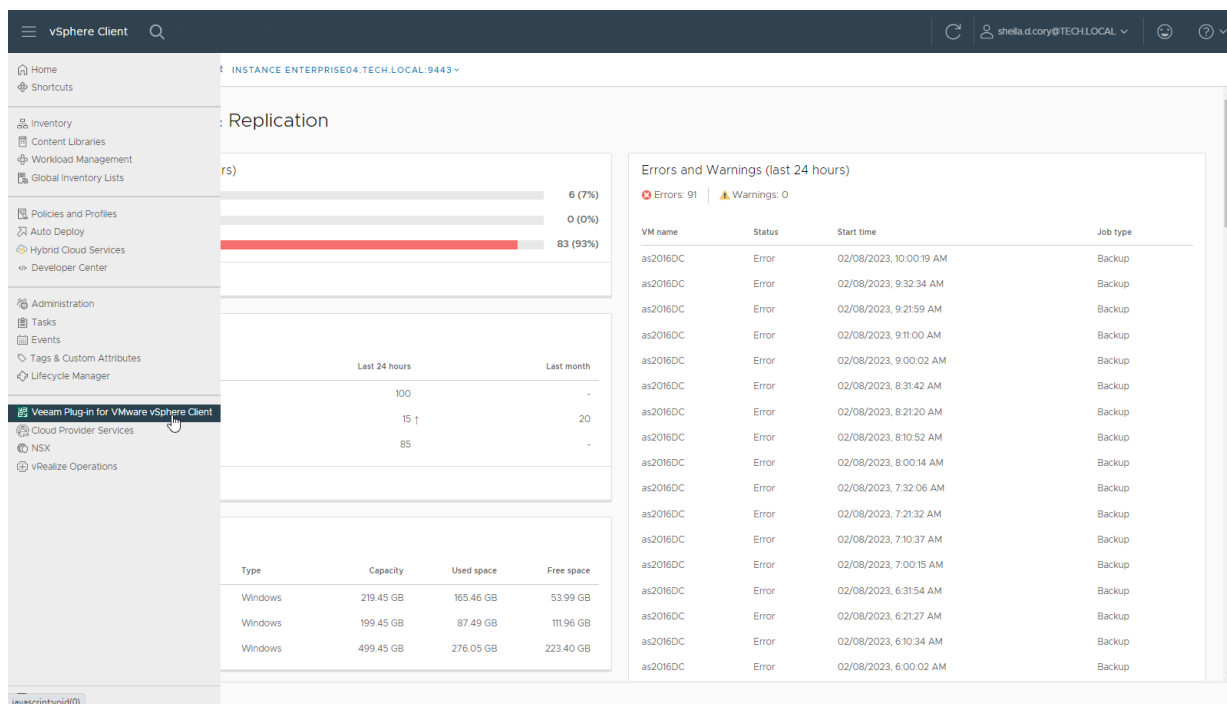 vSphere Client
sheila.d.cory@TECH.LOCAL
Home
Shortcuts
Inventory
Content Libraries
Workload Management
Global Inventory Lists
Policies and Profiles
Auto Deploy
Hybrid Cloud Services
Developer Center
Administration
Tasks
Events
Tags & Custom Attributes
Lifecycle Manager
Veeam Plug-in for VMware vSphere Client
Cloud Provider Services
NSX
vRealize Operations
javascript:void(0)
INSTANCE ENTERPRISE04.TECH.LOCAL:9443
Replication
rs)
6 (7%)
0 (0%)
83 (93%)
Last 24 hours Last month
100 -
15 ↑ 20
85 -
Type Capacity Used space Free space
Windows 219.45 GB 165.46 GB 53.99 GB
Windows 199.45 GB 87.49 GB 111.96 GB
Windows 499.45 GB 276.05 GB 223.40 GB
Errors and Warnings (last 24 hours)
Errors: 91 Warnings: 0
VM name Status Start time Job type
as2016DC Error 02/08/2023, 10:00:19 AM Backup
as2016DC Error 02/08/2023, 9:32:34 AM Backup
as2016DC Error 02/08/2023, 9:21:59 AM Backup
as2016DC Error 02/08/2023, 9:11:00 AM Backup
as2016DC Error 02/08/2023, 9:00:02 AM Backup
as2016DC Error 02/08/2023, 8:31:42 AM Backup
as2016DC Error 02/08/2023, 8:21:20 AM Backup
as2016DC Error 02/08/2023, 8:10:52 AM Backup
as2016DC Error 02/08/2023, 8:00:14 AM Backup
as2016DC Error 02/08/2023, 7:32:06 AM Backup
as2016DC Error 02/08/2023, 7:21:32 AM Backup
as2016DC Error 02/08/2023, 7:10:37 AM Backup
as2016DC Error 02/08/2023, 7:00:15 AM Backup
as2016DC Error 02/08/2023, 6:31:54 AM Backup
as2016DC Error 02/08/2023, 6:21:27 AM Backup
as2016DC Error 02/08/2023, 6:10:34 AM Backup
as2016DC Error 02/08/2023, 6:00:02 AM Backup